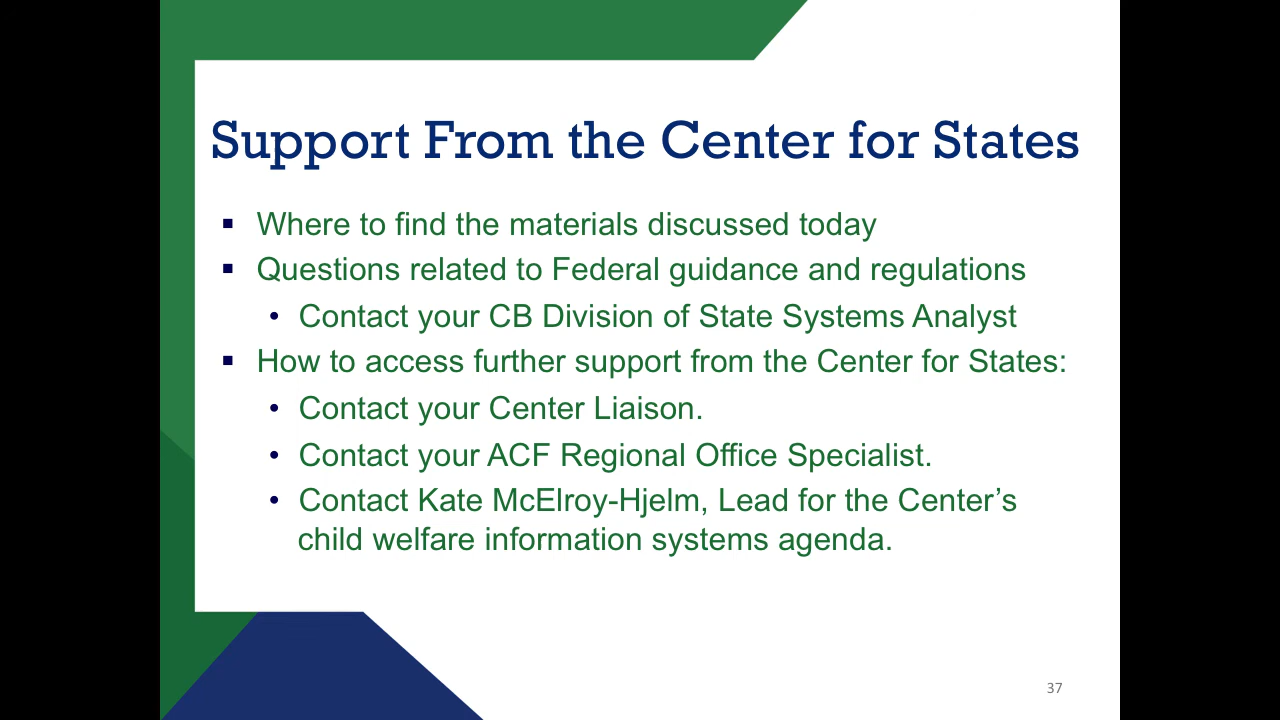 Support From the Center for States
▪ Where to find the materials discussed today
▪ Questions related to Federal guidance and regulations
• Contact your CB Division of State Systems Analyst
▪ How to access further support from the Center for States:
• Contact your Center Liaison.
• Contact your ACF Regional Office Specialist.
• Contact Kate McElroy-Hjelm, Lead for the Center’s
child welfare information systems agenda.
37